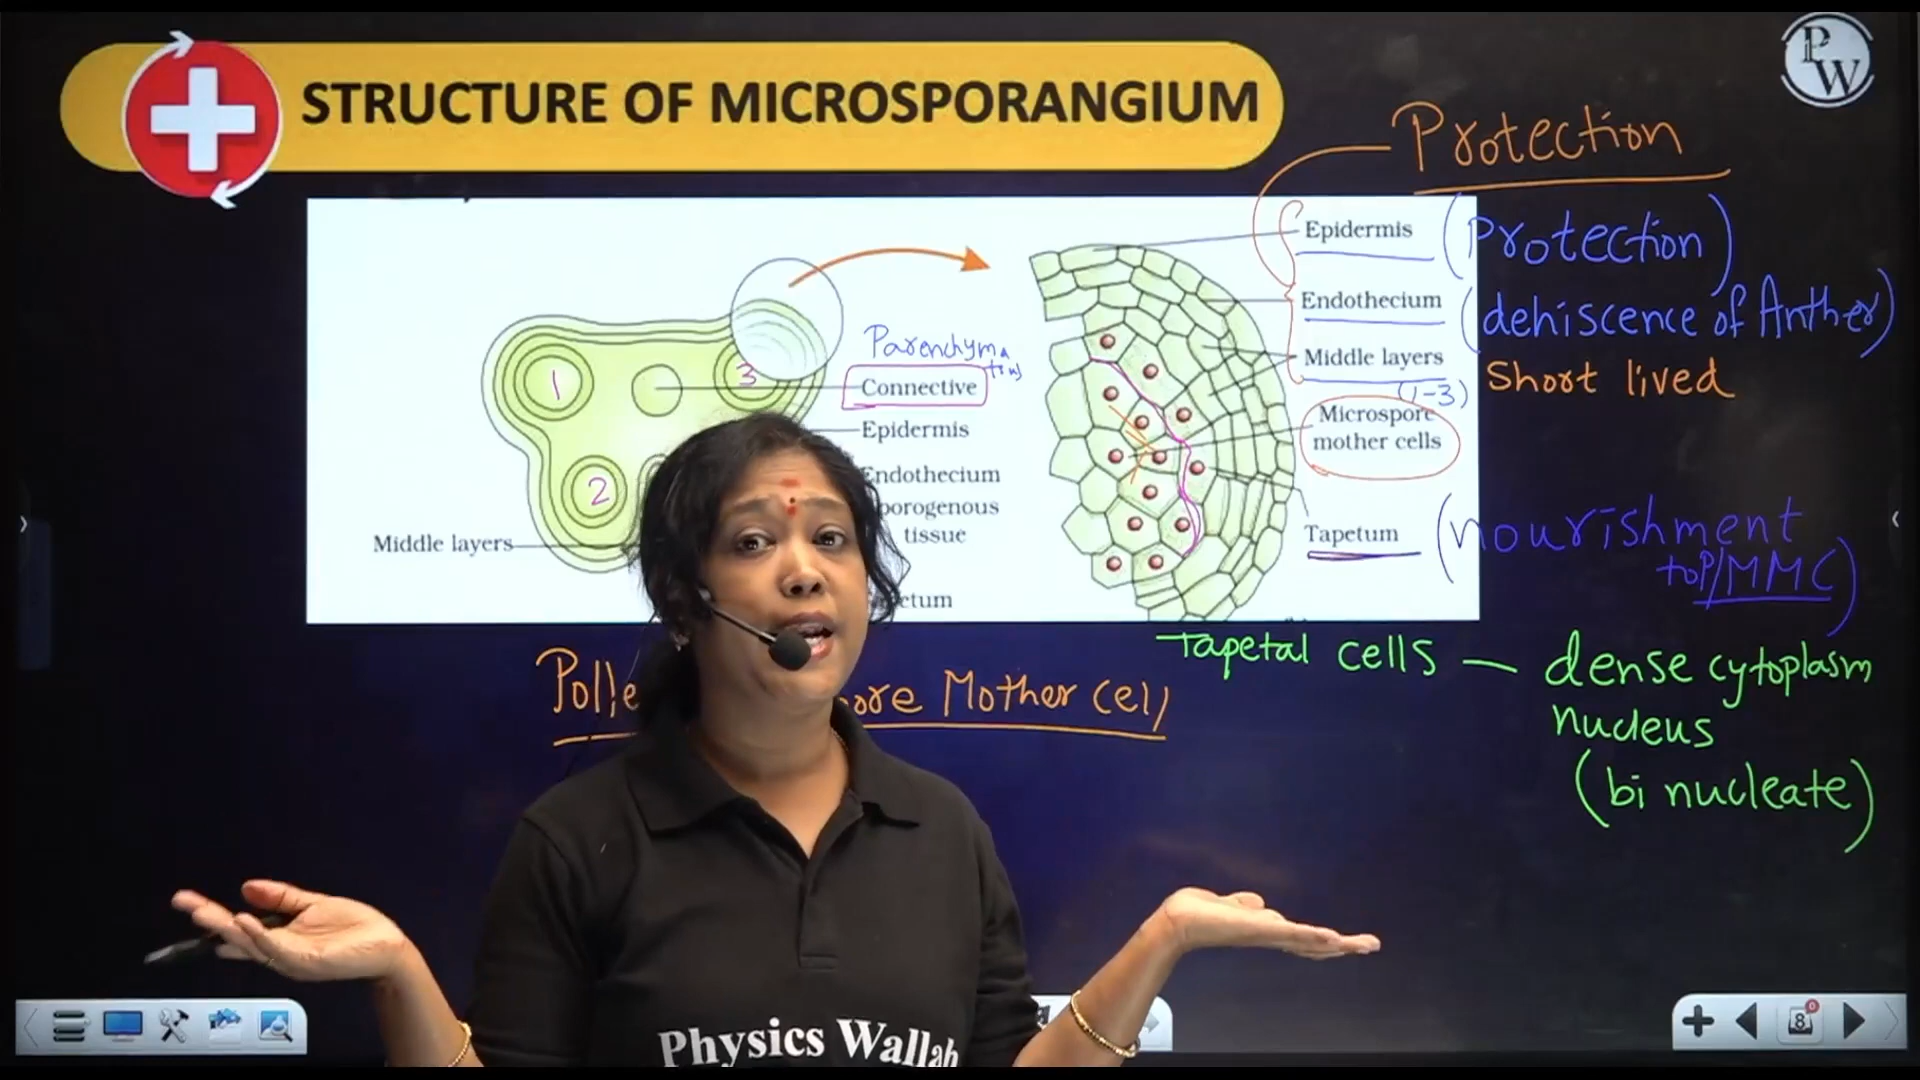 STRUCTURE OF MICROSPORANGIUM
PW
Protection
Epidermis (Protection)
Endothecium (dehiscence of Anther)
Middle layers Short lived
(1-3)
Microspore
mother cells
Tapetum (nourishment
to P/MMC)
Parenchyma
Connective
Epidermis
Endothecium
tissue
Middle layers
1
2
3
Mother Cell
Tapetal cells — dense cytoplasm
nucleus
(bi nucleate)
Physics Wallah
8
0